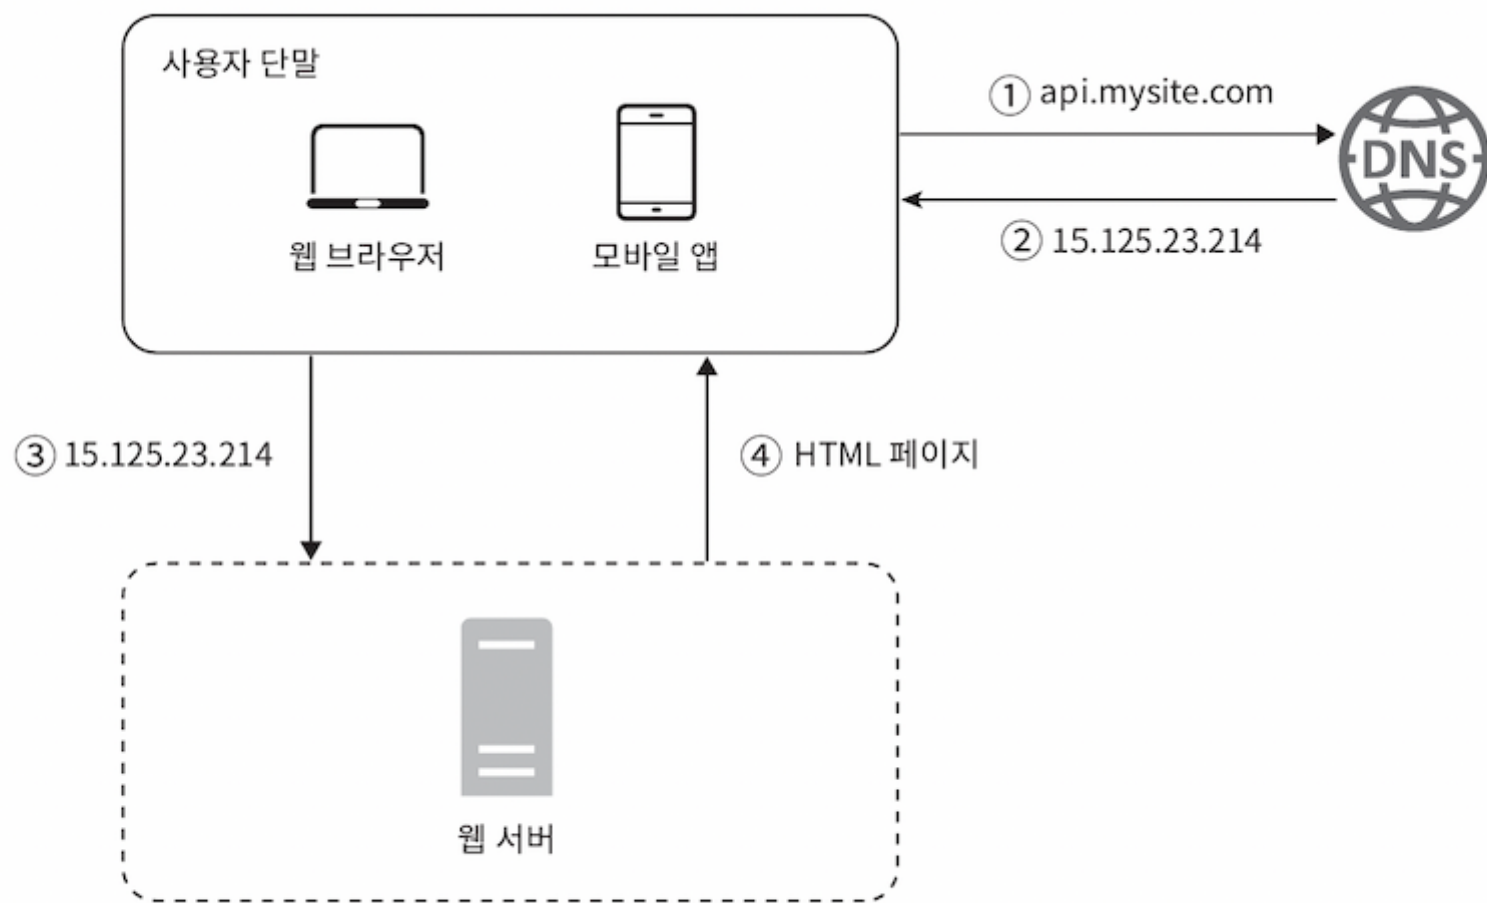 사용자 단말
① api.mysite.com
DNS
② 15.125.23.214
웹 브라우저
모바일 앱
③ 15.125.23.214
④ HTML 페이지
웹 서버